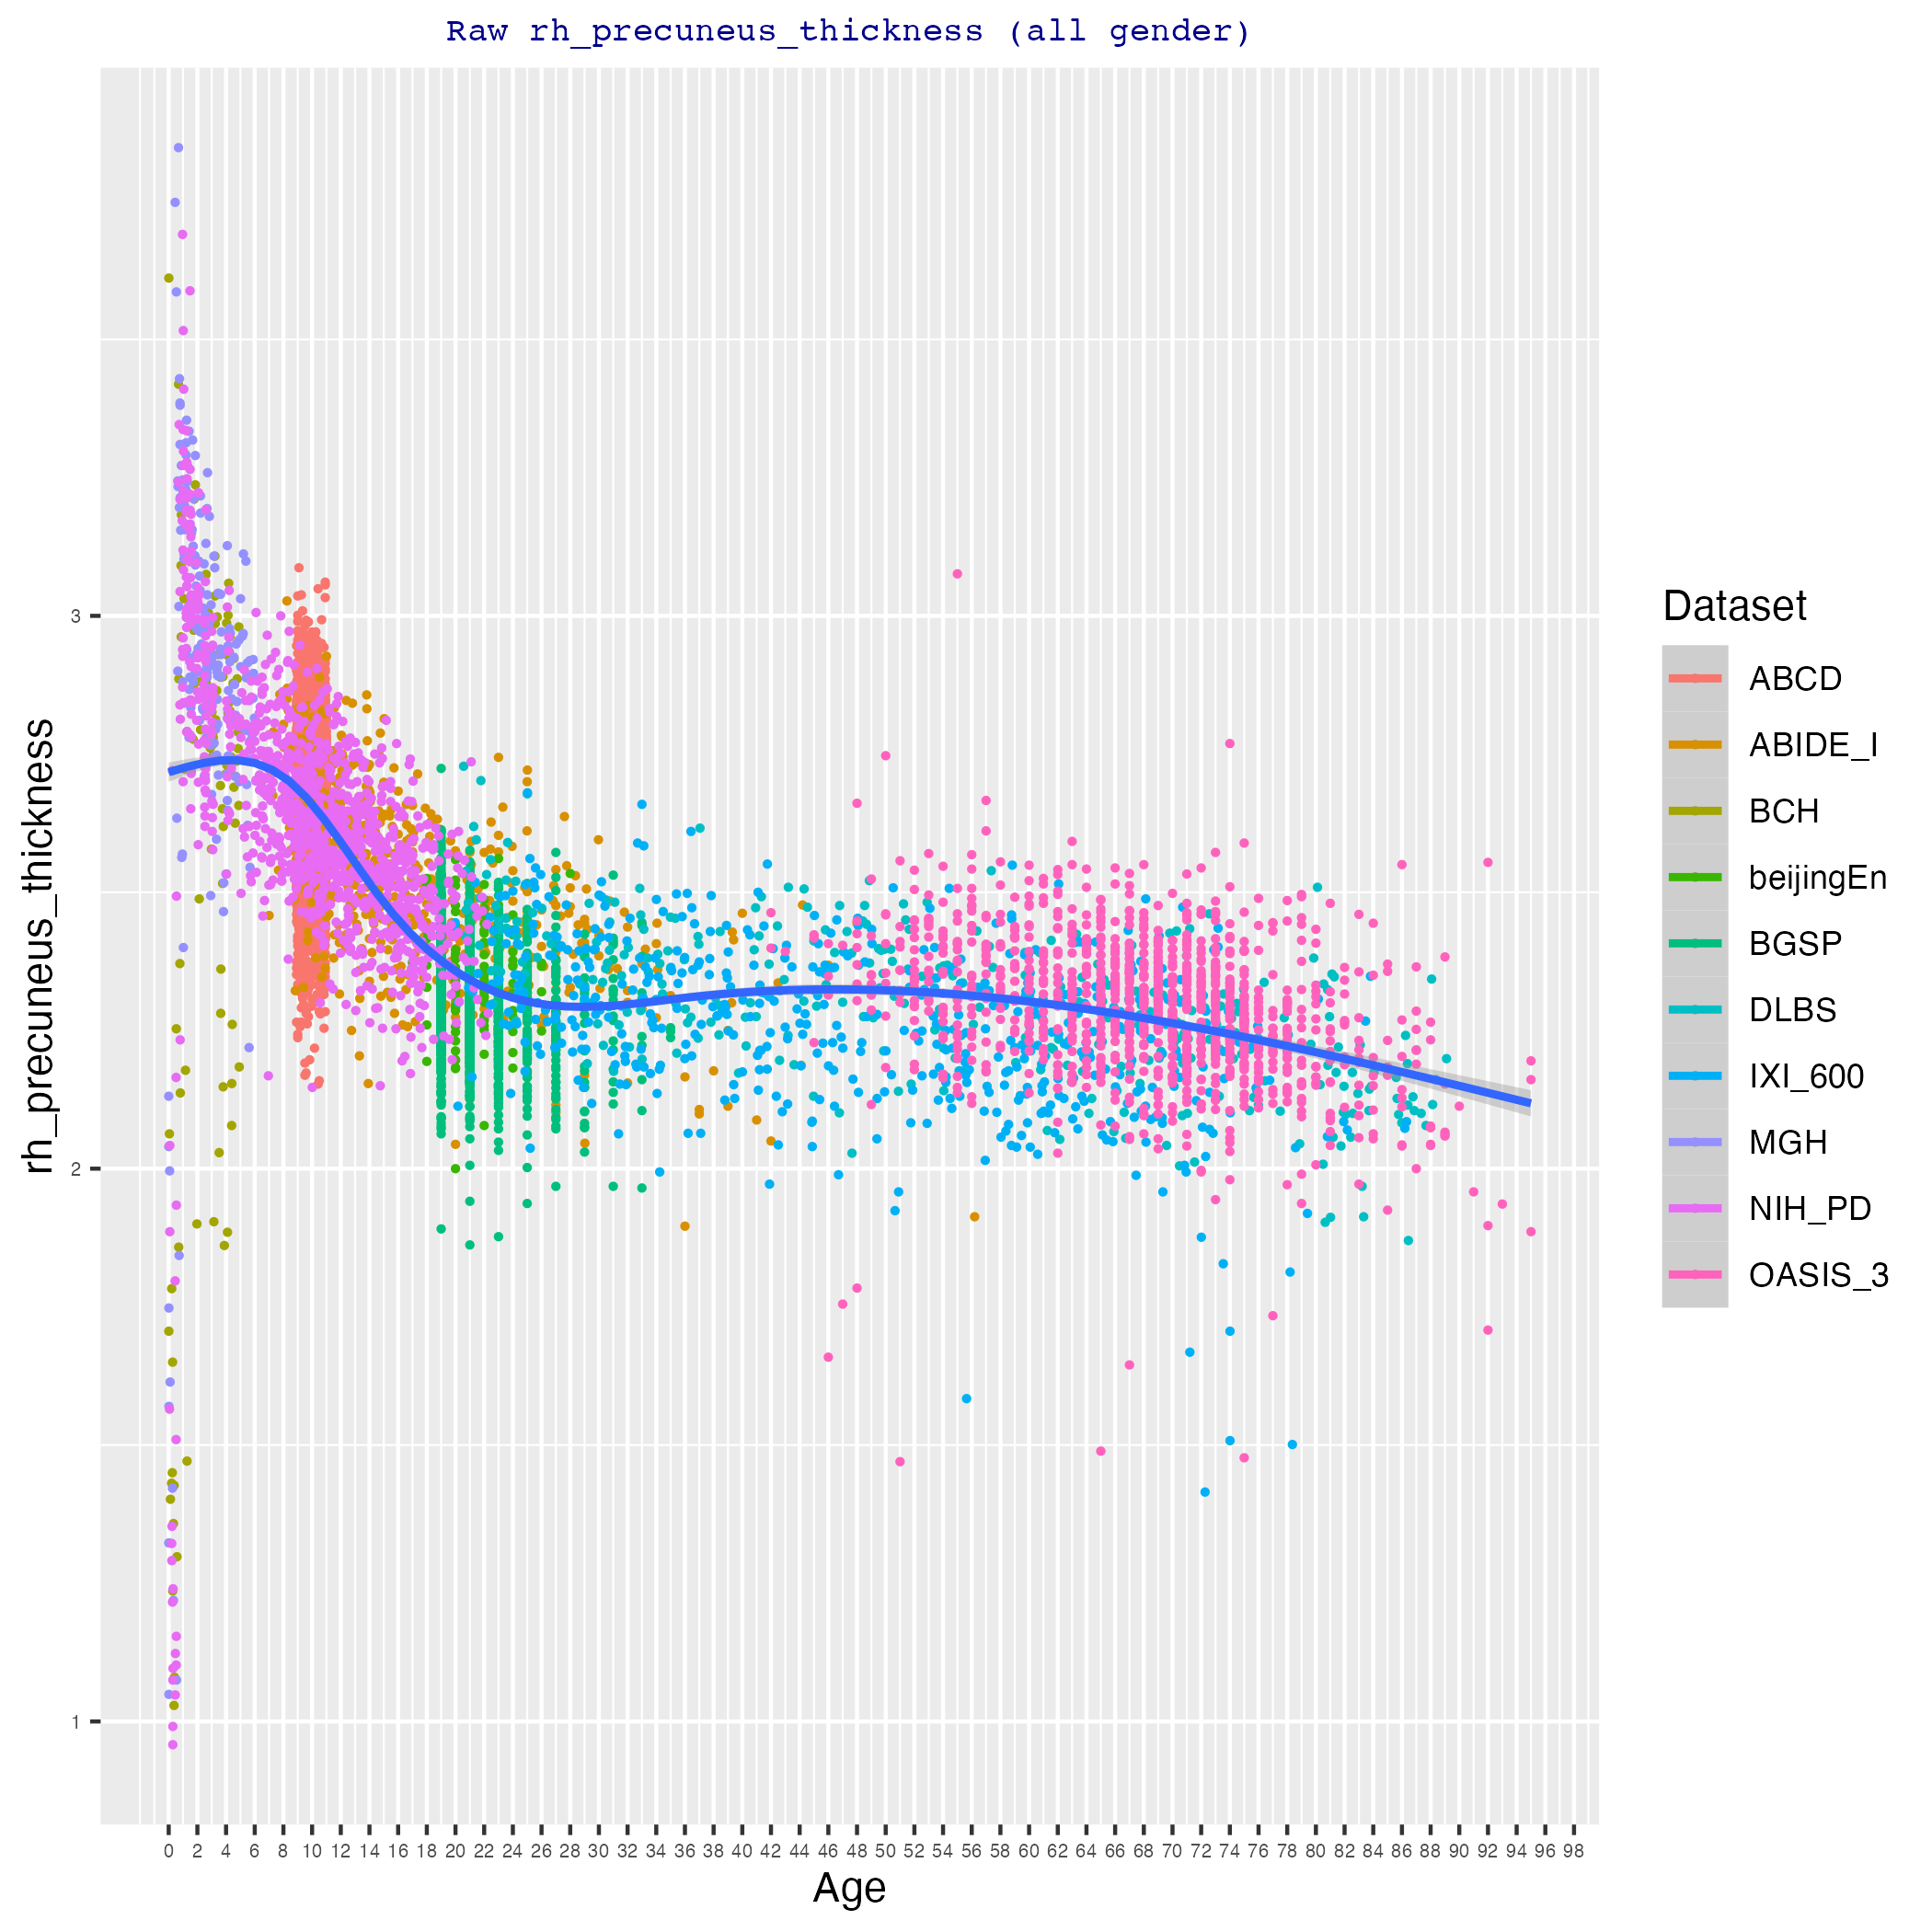 Raw rh_precuneus_thickness (all gender)
rh_precuneus_thickness
3
2
1
0 2 4 6 8 10 12 14 16 18 20 22 24 26 28 30 32 34 36 38 40 42 44 46 48 50 52 54 56 58 60 62 64 66 68 70 72 74 76 78 80 82 84 86 88 90 92 94 96 98
Age
Dataset
ABCD
ABIDE_I
BCH
beijingEn
BGSP
DLBS
IXI_600
MGH
NIH_PD
OASIS_3